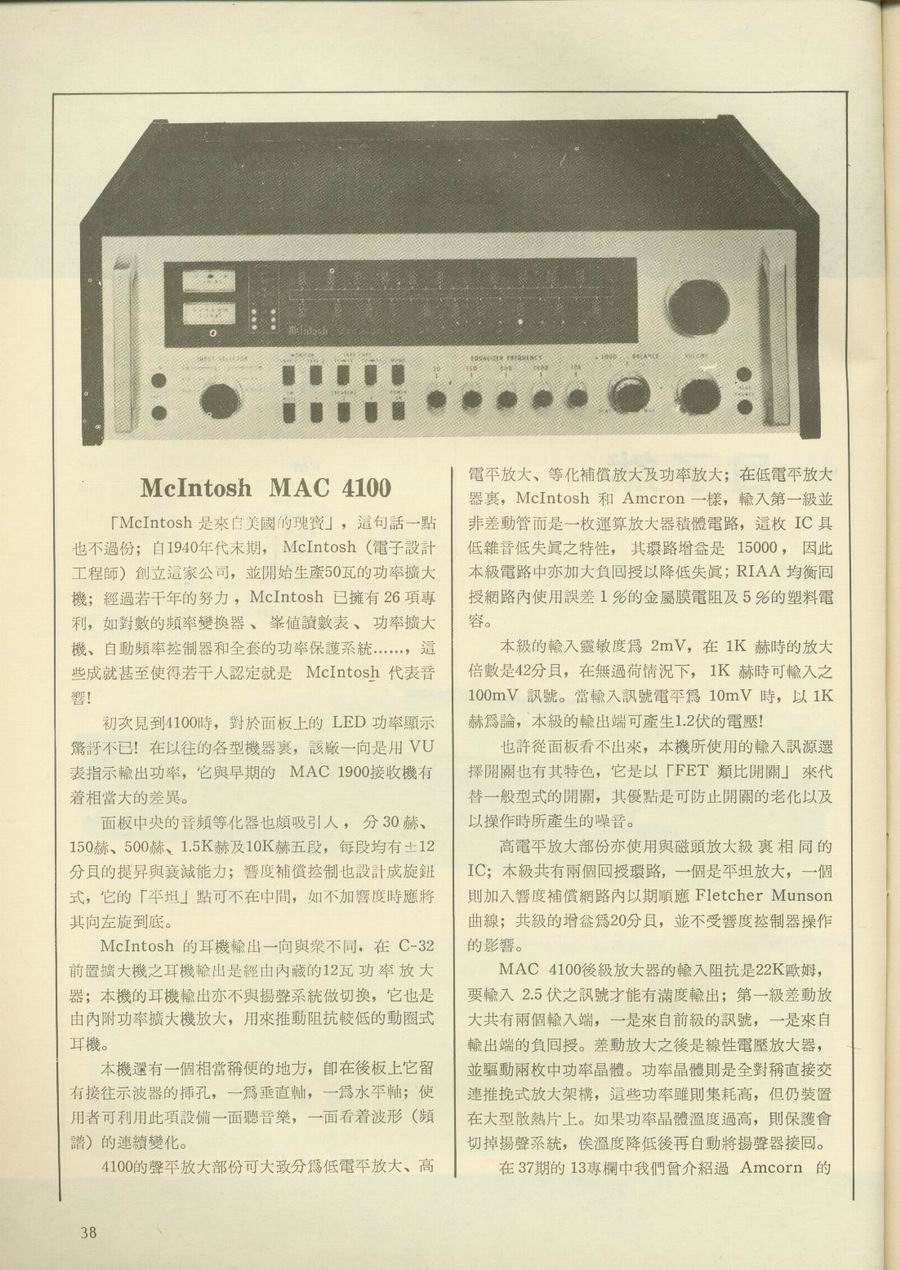 McIntosh
INPUT SELECTOR
MONITOR
TAPE COPY
MONO
SPEAKERS
POWER
EQUALIZER FREQUENCY
30
150
500
1500
10K
LOUD
BALANCE
VOLUME
McIntosh MAC 4100
「McIntosh 是來自美國的瑰寶」，這句話一點
也不過份；自1940年代末期， McIntosh（電子設計
工程師）創立這家公司，並開始生產50瓦的功率擴大
機；經過若干年的努力，McIntosh 已擁有 26 項專
利，如對數的頻率變換器、峯値讀數表、功率擴大
機、自動頻率控制器和全套的功率保護系統……，這
些成就甚至使得若干人認定就是 McIntosh 代表音
響！
初次見到4100時，對於面板上的 LED 功率顯示
驚訝不已！在以往的各型機器裏，該廠一向是用 VU
表指示輸出功率，它與早期的 MAC 1900接收機有
着相當大的差異。
面板中央的音頻等化器也頗吸引人，分 30 赫、
150赫、500赫、1.5K赫及10K赫五段，每段均有±12
分貝的提昇與衰減能力；響度補償控制也設計成旋鈕
式，它的「平坦」點可不在中間，如不加響度時應將
其向左旋到底。
McIntosh 的耳機輸出一向與衆不同，在 C-32
前置擴大機之耳機輸出是經由內藏的12瓦功率放大
器；本機的耳機輸出亦不與揚聲系統做切換，它也是
由內附功率擴大機放大，用來推動阻抗較低的動圈式
耳機。
本機還有一個相當稱便的地方，卽在後板上它留
有接往示波器的揷孔，一爲垂直軸，一爲水平軸；使
用者可利用此項設備一面聽音樂，一面看着波形（頻
譜）的連續變化。
4100的聲平放大部份可大致分爲低電平放大、高
電平放大、等化補償放大及功率放大；在低電平放大
器裏，McIntosh 和 Amcron 一樣，輸入第一級並
非差動管而是一枚運算放大器積體電路，這枚 IC 具
低雜音低失眞之特性，其環路增益是 15000，因此
本級電路中亦加大負回授以降低失眞；RIAA 均衡回
授網路內使用誤差 1 %的金屬膜電阻及 5 %的塑料電
容。
本級的輸入靈敏度爲 2mV，在 1K 赫時的放大
倍數是42分貝，在無過荷情況下， 1K 赫時可輸入之
100mV 訊號。當輸入訊號電平爲 10mV 時，以 1K
赫爲論，本級的輸出端可產生1.2伏的電壓！
也許從面板看不出來，本機所使用的輸入訊源選
擇開關也有其特色，它是以「FET 類比開關」來代
替一般型式的開關，其優點是可防止開關的老化以及
以操作時所產生的噪音。
高電平放大部份亦使用與磁頭放大級裏相同的
IC；本級共有兩個回授環路，一個是平坦放大，一個
則加入響度補償網路內以期順應 Fletcher Munson
曲線；共級的增益爲20分貝，並不受響度控制器操作
的影響。
MAC 4100後級放大器的輸入阻抗是22K歐姆，
要輸入 2.5 伏之訊號才能有滿度輸出；第一級差動放
大共有兩個輸入端，一是來自前級的訊號，一是來自
輸出端的負回授。差動放大之後是線性電壓放大器，
並驅動兩枚中功率晶體。功率晶體則是全對稱直接交
連推挽式放大架構，這些功率雖則集耗高，但仍裝置
在大型散熱片上。如果功率晶體溫度過高，則保護會
切掉揚聲系統，俟溫度降低後再自動將揚聲器接回。
在 37期的 13專欄中我們曾介紹過 Amcorn 的
38